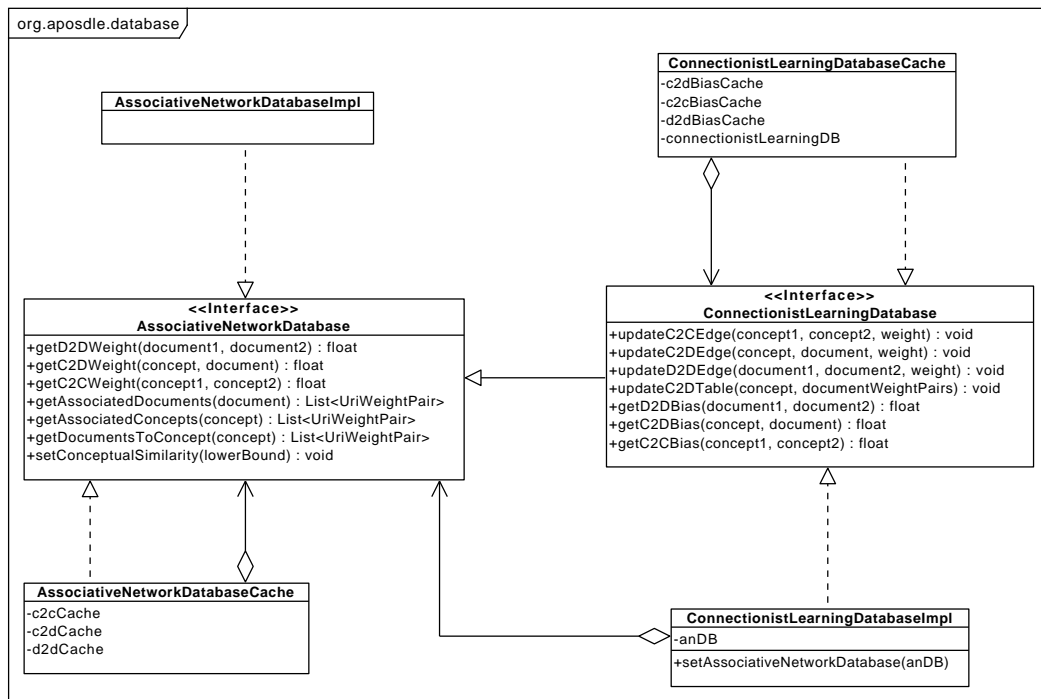 org.aposdle.database
ConnectionistLearningDatabaseCache
-c2dBiasCache
-c2cBiasCache
-d2dBiasCache
-connectionistLearningDB
AssociativeNetworkDatabaseImpl
<<Interface>>
AssociativeNetworkDatabase
+getD2DWeight(document1, document2) : float
+getC2DWeight(concept, document) : float
+getC2CWeight(concept1, concept2) : float
+getAssociatedDocuments(document) : List<UriWeightPair>
+getAssociatedConcepts(concept) : List<UriWeightPair>
+getDocumentsToConcept(concept) : List<UriWeightPair>
+setConceptualSimilarity(lowerBound) : void
<<Interface>>
ConnectionistLearningDatabase
+updateC2CEdge(concept1, concept2, weight) : void
+updateC2DEdge(concept, document, weight) : void
+updateD2DEdge(document1, document2, weight) : void
+updateC2DTable(concept, documentWeightPairs) : void
+getD2DBias(document1, document2) : float
+getC2DBias(concept, document) : float
+getC2CBias(concept1, concept2) : float
AssociativeNetworkDatabaseCache
-c2cCache
-c2dCache
-d2dCache
ConnectionistLearningDatabaseImpl
-anDB
+setAssociativeNetworkDatabase(anDB)